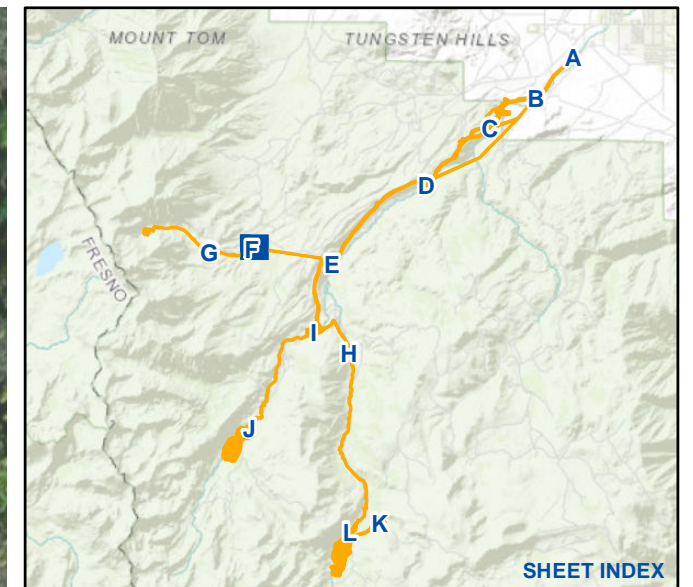 MOUNT TOM
TUNGSTEN HILLS
A
B
C
D
FRESNO
G
F
E
I
H
J
L
K
SHEET INDEX